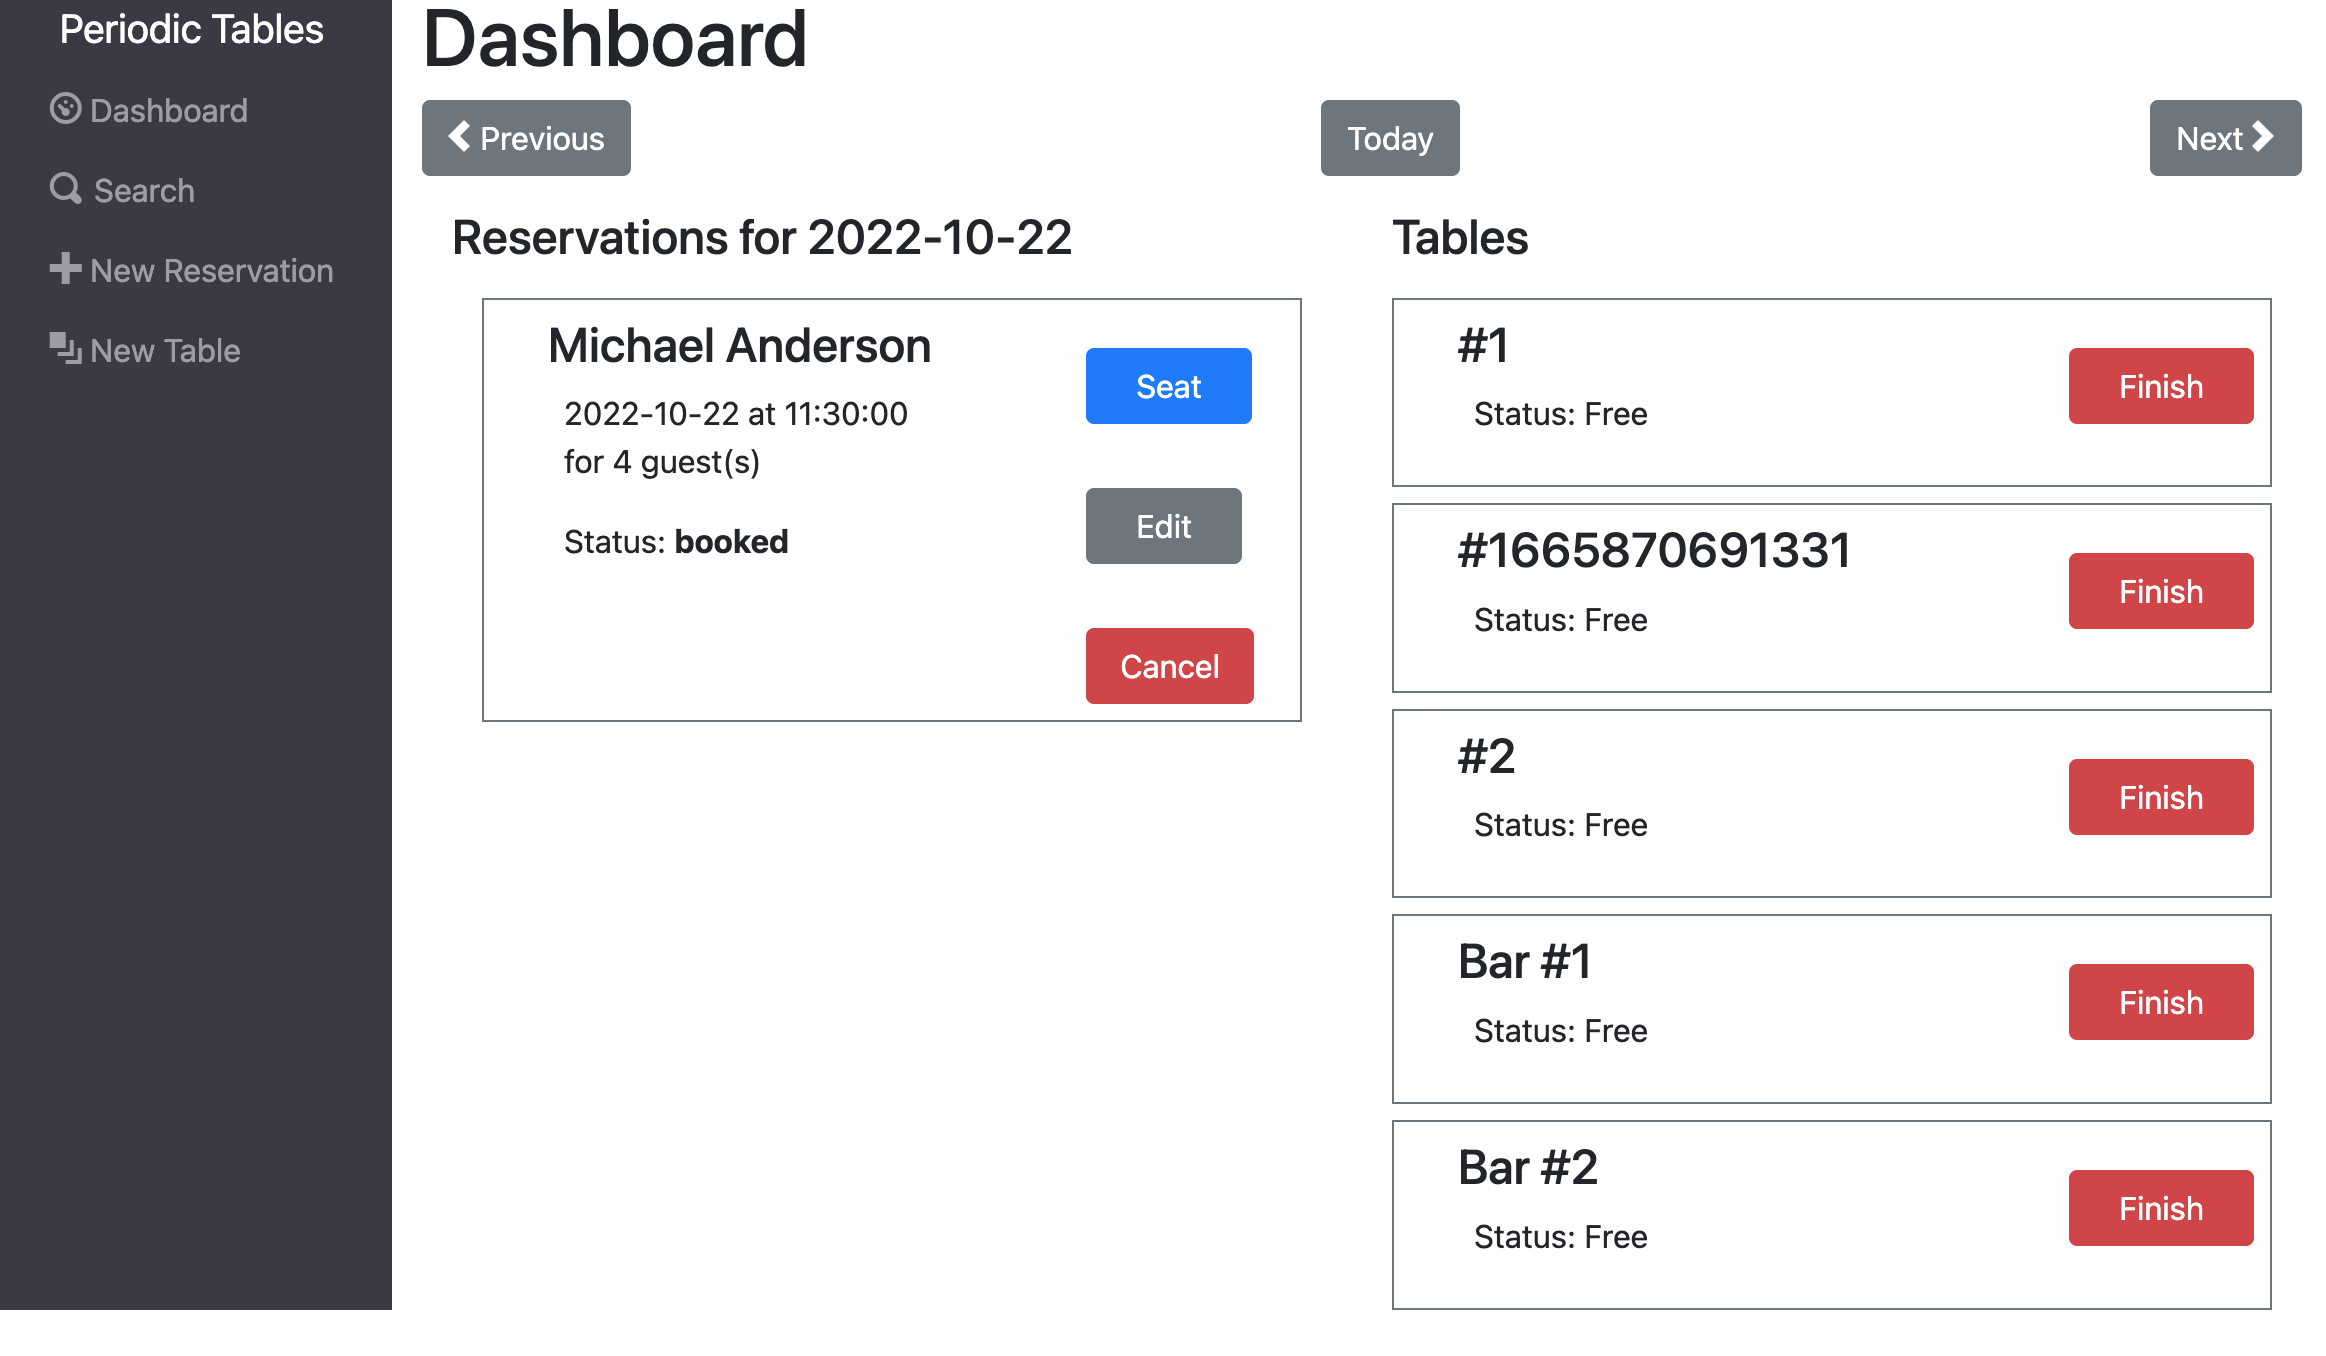 Periodic Tables
Dashboard
Search
New Reservation
New Table
Dashboard
Previous
Today
Next
Reservations for 2022-10-22
Michael Anderson
2022-10-22 at 11:30:00
for 4 guest(s)
Status: booked
Seat
Edit
Cancel
Tables
#1
Status: Free
Finish
#1665870691331
Status: Free
Finish
#2
Status: Free
Finish
Bar #1
Status: Free
Finish
Bar #2
Status: Free
Finish